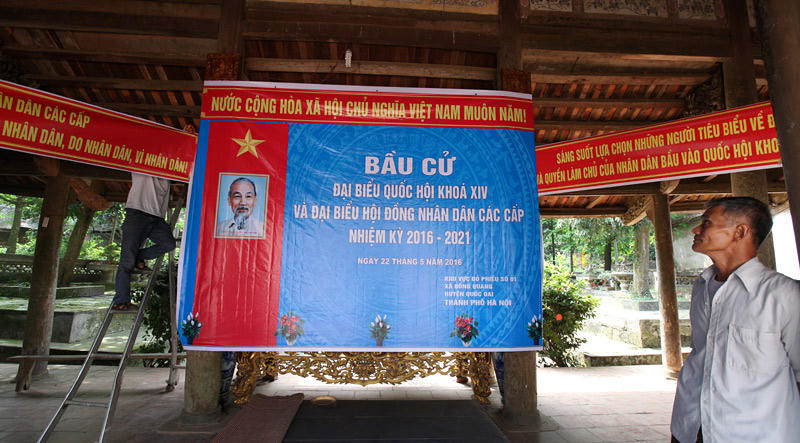 NƯỚC CỘNG HÒA XÃ HỘI CHỦ NGHĨA VIỆT NAM MUÔN NĂM!
NHÂN DÂN CÁC CẤP
NHÂN DÂN, DO NHÂN DÂN, VÌ NHÂN DÂN!
BẦU CỬ
ĐẠI BIỂU QUỐC HỘI KHOÁ XIV
VÀ ĐẠI BIỂU HỘI ĐỒNG NHÂN DÂN CÁC CẤP
NHIỆM KỲ 2016 - 2021
NGÀY 22 THÁNG 5 NĂM 2016
KHU VỰC BỎ PHIẾU SỐ 01
XÃ ĐỒNG QUANG
HUYỆN QUỐC OAI
THÀNH PHỐ HÀ NỘI
SÁNG SUỐT LỰA CHỌN NHỮNG NGƯỜI TIÊU BIỂU VỀ
VÀ QUYỀN LÀM CHỦ CỦA NHÂN DÂN BẦU VÀO QUỐC HỘI